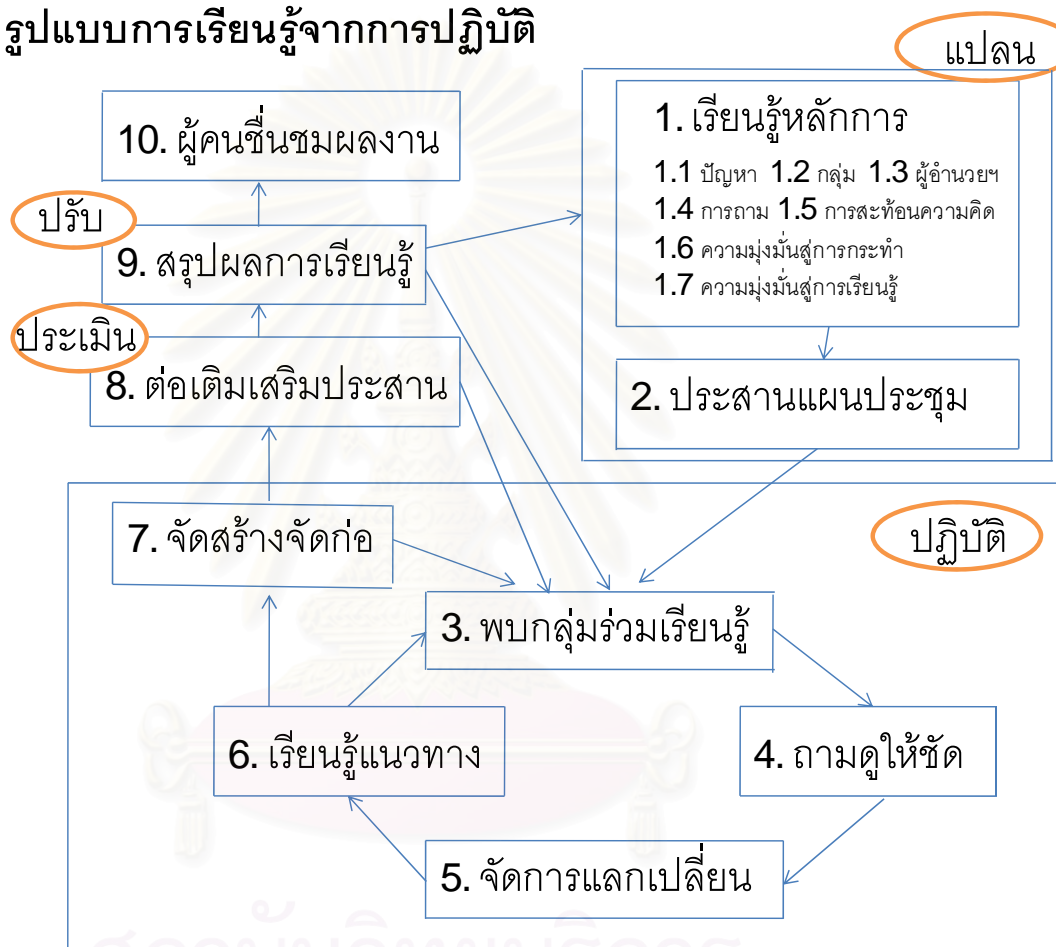 รูปแบบการเรียนรู้จากการปฏิบัติ
แปลน
1. เรียนรู้หลักการ
1.1 ปัญหา 1.2 กลุ่ม 1.3 ผู้อำนวยฯ
1.4 การถาม 1.5 การสะท้อนความคิด
1.6 ความมุ่งมั่นสู่การกระทำ
1.7 ความมุ่งมั่นสู่การเรียนรู้
2. ประสานแผนประชุม
10. ผู้คนชื่นชมผลงาน
ปรับ
9. สรุปผลการเรียนรู้
ประเมิน
8. ต่อเติมเสริมประสาน
7. จัดสร้างจัดก่อ
ปฏิบัติ
3. พบกลุ่มร่วมเรียนรู้
6. เรียนรู้แนวทาง
4. ถามดูให้ชัด
5. จัดการแลกเปลี่ยน